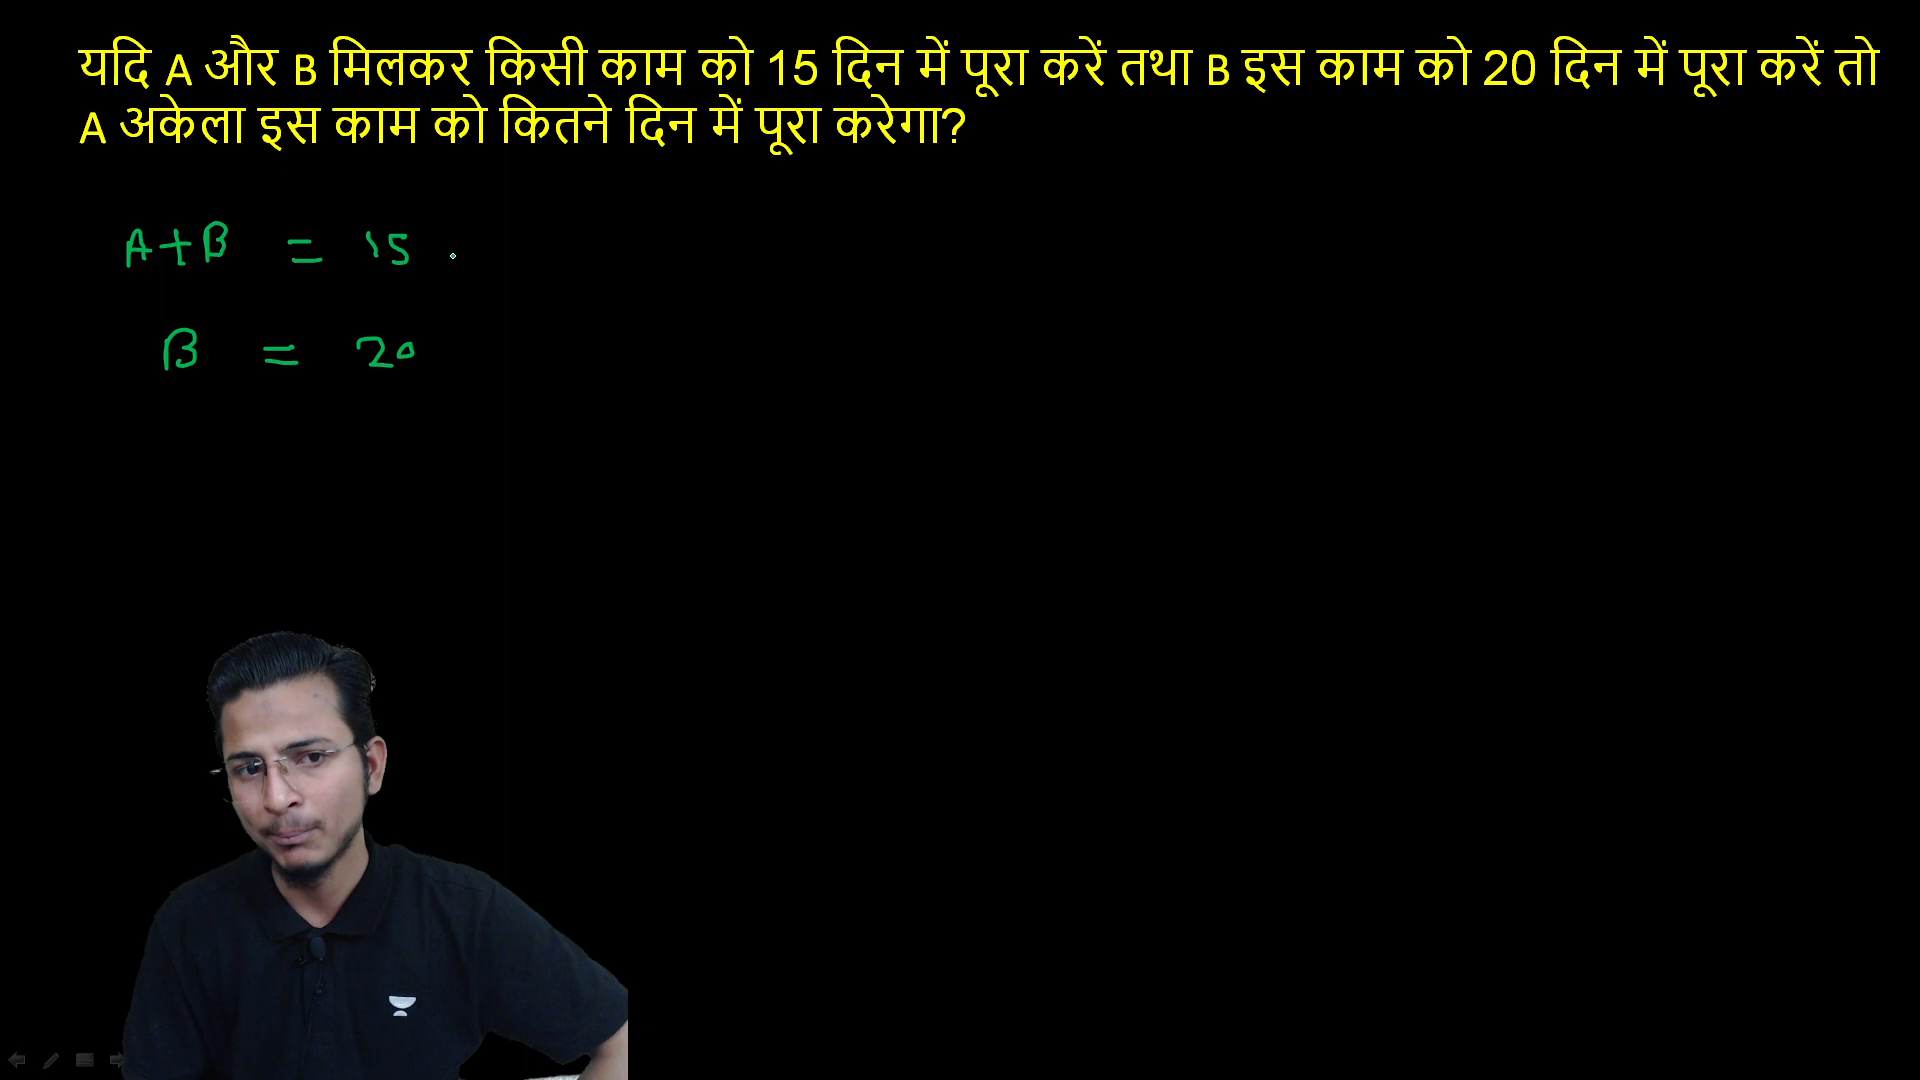 यदि A और B मिलकर किसी काम को 15 दिन में पूरा करें तथा B इस काम को 20 दिन में पूरा करें तो
A अकेला इस काम को कितने दिन में पूरा करेगा?
A+B = 15
B = 20